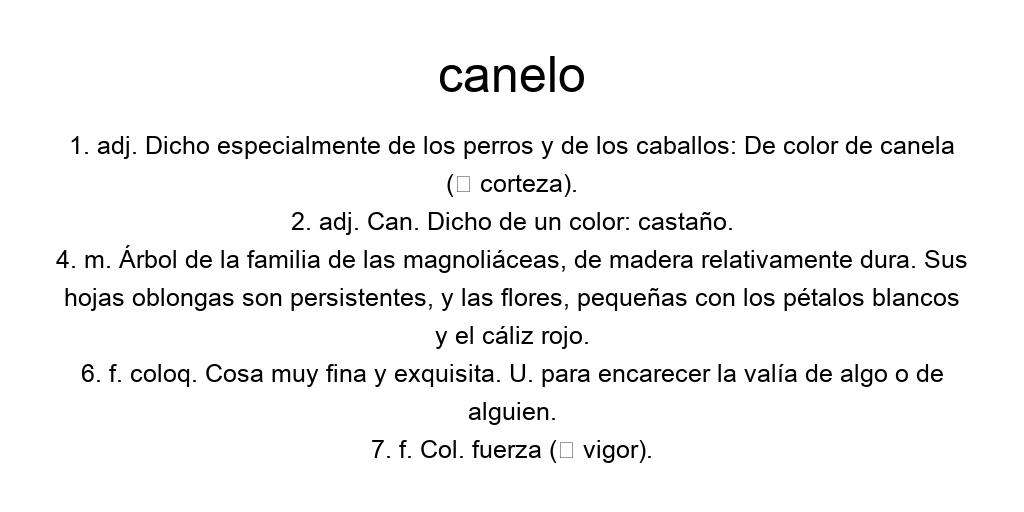 canelo
1. adj. Dicho especialmente de los perros y de los caballos: De color de canela
(□ corteza).
2. adj. Can. Dicho de un color: castaño.
4. m. Árbol de la familia de las magnoliáceas, de madera relativamente dura. Sus
hojas oblongas son persistentes, y las flores, pequeñas con los pétalos blancos
y el cáliz rojo.
6. f. coloq. Cosa muy fina y exquisita. U. para encarecer la valía de algo o de
alguien.
7. f. Col. fuerza (□ vigor).